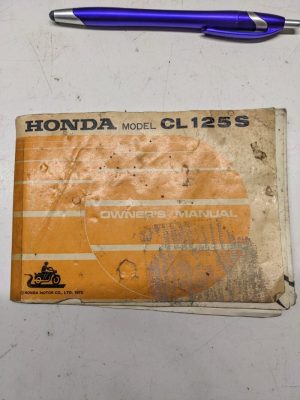 HONDA MODEL CL125S
OWNER'S MANUAL
© HONDA MOTOR CO., LTD. 1972